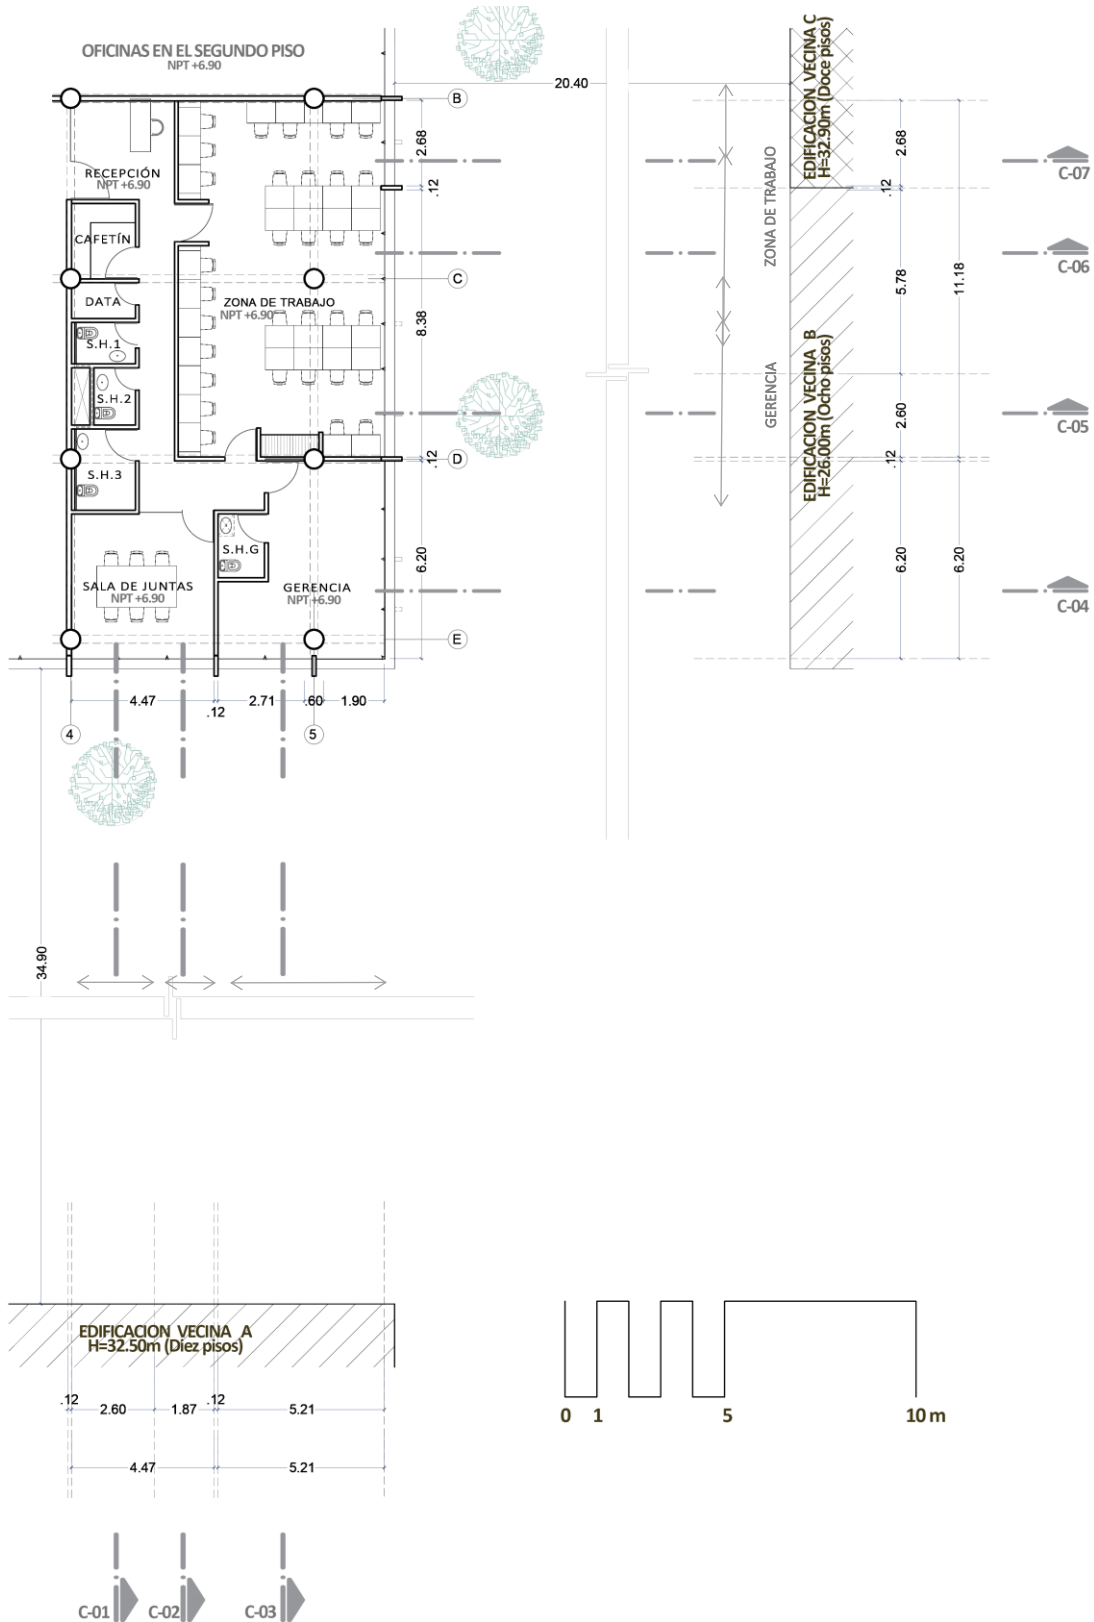 OFICINAS EN EL SEGUNDO PISO
NPT +6.90
20.40
B
2.68
RECEPCIÓN
NPT +6.90
.12
CAFETÍN
C
DATA
ZONA DE TRABAJO
NPT +6.90
8.38
S.H.1
S.H.2
D
.12
S.H.3
S.H.G
6.20
SALA DE JUNTAS
NPT +6.90
GERENCIA
NPT +6.90
E
4.47
.12
2.71
.60
1.90
4
5
ZONA DE TRABAJO
GERENCIA
EDIFICACION VECINA C
H=32.90m (Doce pisos)
EDIFICACION VECINA B
H=26.00m (Ocho pisos)
2.68
.12
5.78
11.18
2.60
.12
6.20
6.20
C-07
C-06
C-05
C-04
34.90
EDIFICACION VECINA A
H=32.50m (Diez pisos)
.12
2.60
1.87
.12
5.21
4.47
5.21
0 1 5 10 m
C-01
C-02
C-03